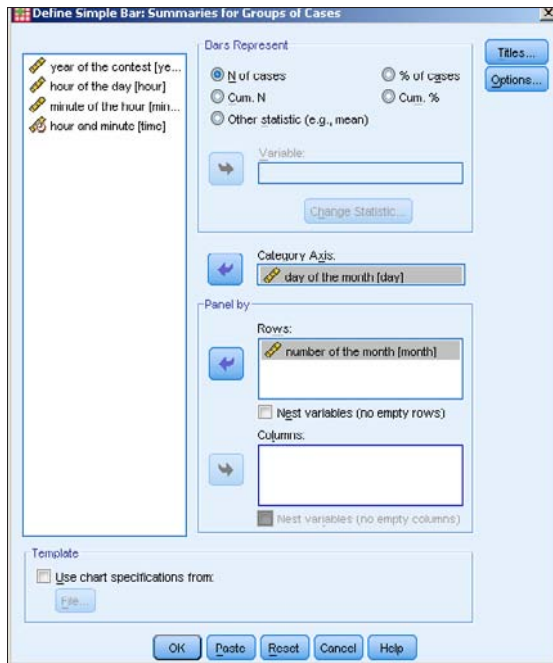 Define Simple Bar: Summaries for Groups of Cases
year of the contest [ye...
hour of the day [hour]
minute of the hour [min...
hour and minute [time]
Bars Represent
N of cases
% of cases
Cum. N
Cum. %
Other statistic (e.g., mean)
Variable:
Change Statistic...
Category Axis:
day of the month [day]
Panel by
Rows:
number of the month [month]
Nest variables (no empty rows)
Columns:
Nest variables (no empty columns)
Titles...
Options...
Template
Use chart specifications from:
File...
OK
Paste
Reset
Cancel
Help